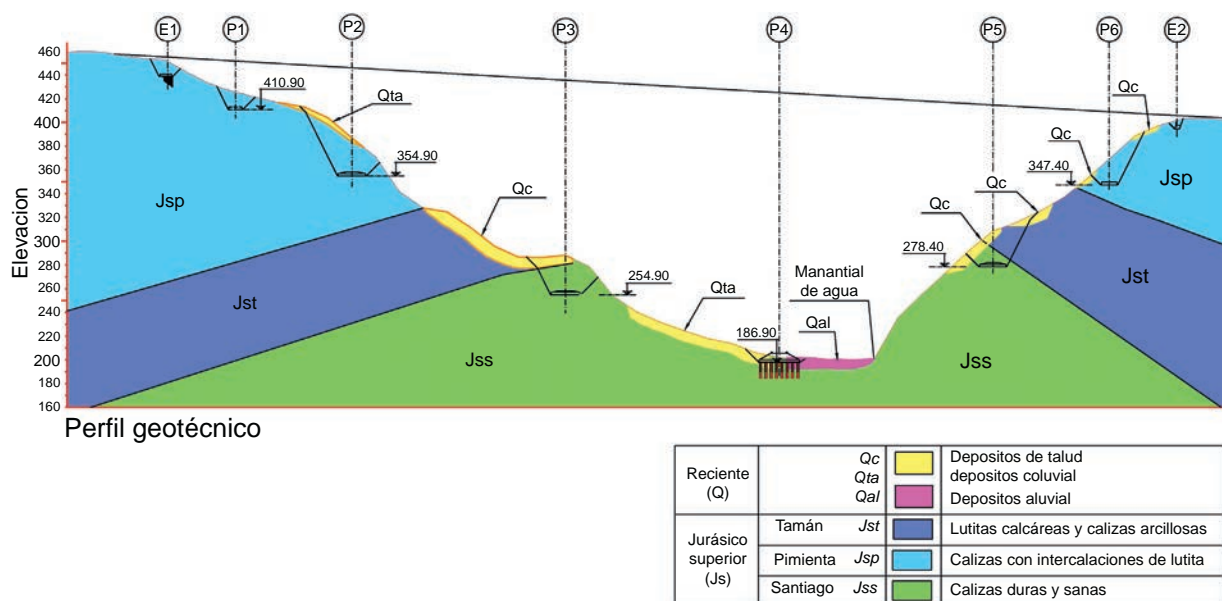 E1 P1 P2 P3 P4 P5 P6 E2
Elevacion
460
440
420
400
380
360
340
320
300
280
260
240
220
200
180
160
410.90
Qta
354.90
Qc
Jsp
Jst
Jss
254.90
Qta
186.90
Manantial
de agua
Qal
278.40
Qc
Qc
347.40
Qc
Qc
Jsp
Jst
Jss
Perfil geotécnico
Reciente
(Q)
Qc
Qta
Qal
Depositos de talud
depositos coluvial
Depositos aluvial
Jurásico
superior
(Js)
Tamán Jst Lutitas calcáreas y calizas arcillosas
Pimienta Jsp Calizas con intercalaciones de lutita
Santiago Jss Calizas duras y sanas